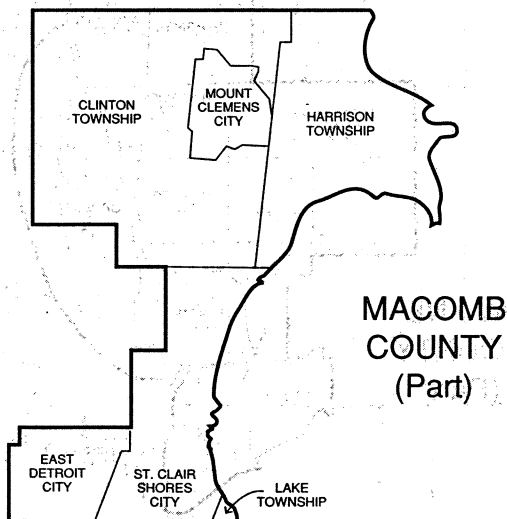 CLINTON
TOWNSHIP
MOUNT
CLEMENS
CITY
HARRISON
TOWNSHIP
MACOMB
COUNTY
(Part)
EAST
DETROIT
CITY
ST. CLAIR
SHORES
CITY
LAKE
TOWNSHIP